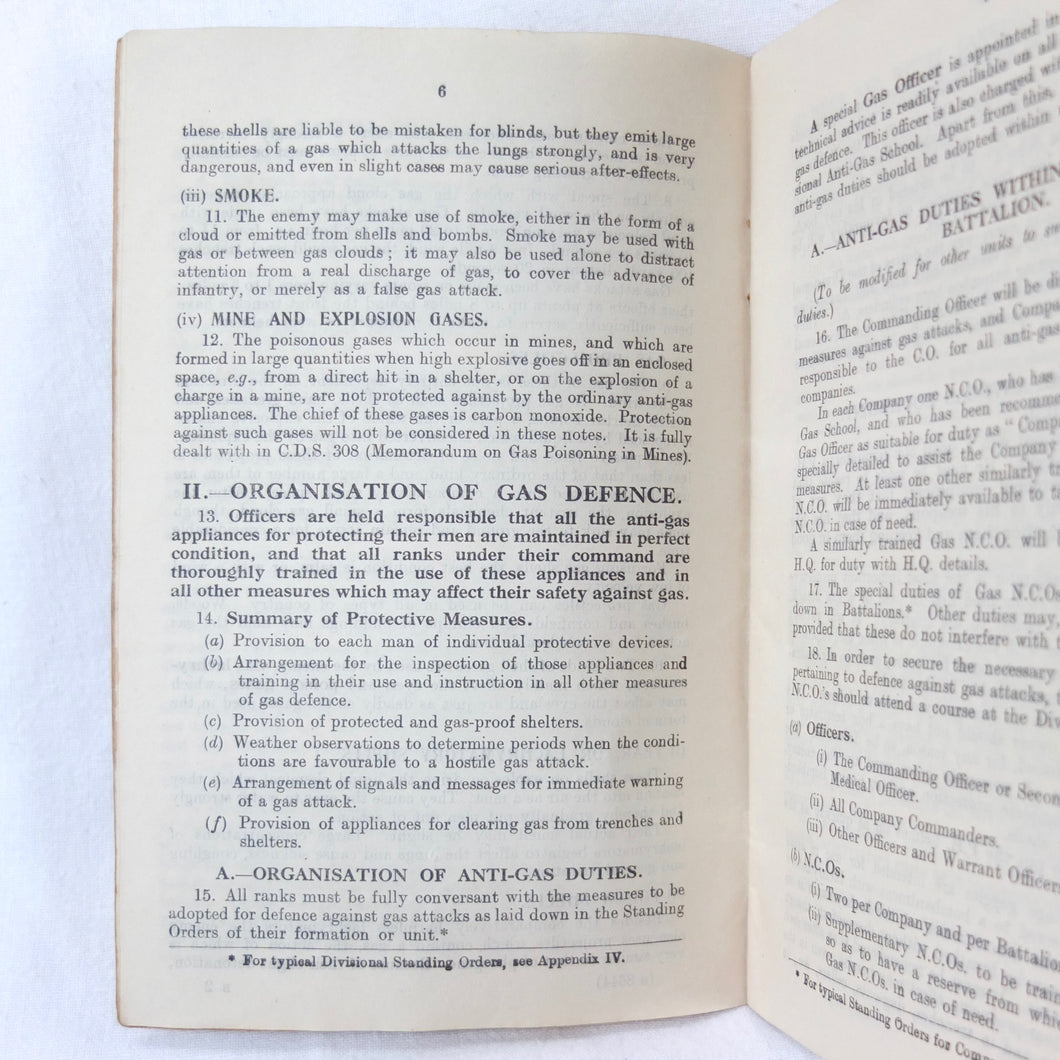 6
these shells are liable to be mistaken for blinds, but they emit large
quantities of a gas which attacks the lungs strongly, and is very
dangerous, and even in slight cases may cause serious after-effects.
(iii) SMOKE.
11. The enemy may make use of smoke, either in the form of a
cloud or emitted from shells and bombs. Smoke may be used with
gas or between gas clouds; it may also be used alone to distract
attention from a real discharge of gas, to cover the advance of
infantry, or merely as a false gas attack.
(iv) MINE AND EXPLOSION GASES.
12. The poisonous gases which occur in mines, and which are
formed in large quantities when high explosive goes off in an enclosed
space, e.g., from a direct hit in a shelter, or on the explosion of a
charge in a mine, are not protected against by the ordinary anti-gas
appliances. The chief of these gases is carbon monoxide. Protection
against such gases will not be considered in these notes. It is fully
dealt with in C.D.S. 308 (Memorandum on Gas Poisoning in Mines).
II.—ORGANISATION OF GAS DEFENCE.
13. Officers are held responsible that all the anti-gas
appliances for protecting their men are maintained in perfect
condition, and that all ranks under their command are
thoroughly trained in the use of these appliances and in
all other measures which may affect their safety against gas.
14. Summary of Protective Measures.
(a) Provision to each man of individual protective devices.
(b) Arrangement for the inspection of those appliances and
training in their use and instruction in all other measures
of gas defence.
(c) Provision of protected and gas-proof shelters.
(d) Weather observations to determine periods when the condi-
tions are favourable to a hostile gas attack.
(e) Arrangement of signals and messages for immediate warning
of a gas attack.
(f) Provision of appliances for clearing gas from trenches and
shelters.
A.—ORGANISATION OF ANTI-GAS DUTIES.
15. All ranks must be fully conversant with the measures to be
adopted for defence against gas attacks as laid down in the Standing
Orders of their formation or unit.*
* For typical Divisional Standing Orders, see Appendix IV.
A special Gas Officer is appointed in
technical advice is readily available on all
gas defence. This officer is also charged with
sional Anti-Gas School. Apart from this,
anti-gas duties should be adopted within
A.—ANTI-GAS DUTIES WITHIN
BATTALION.
(To be modified for other units to
duties.)
16. The Commanding Officer will be
measures against gas attacks, and
responsible to the C.O. for all anti-gas
companies.
In each Company one N.C.O., who has
Gas School, and who has been
Gas Officer as suitable for duty as "
specially detailed to assist the Company
measures. At least one other similarly
N.C.O. will be immediately available to
N.C.O. in case of need.
A similarly trained Gas N.C.O. will
H.Q. for duty with H.Q. details.
17. The special duties of Gas N.C.Os.
down in Battalions.* Other duties may,
provided that these do not interfere with
18. In order to secure the necessary
pertaining to defence against gas attacks,
N.C.O.'s should attend a course at the
(a) Officers.
(i) The Commanding Officer or
Medical Officer.
(ii) All Company Commanders.
(iii) Other Officers and Warrant Officers
(b) N.C.Os.
(i) Two per Company and per
(ii) Supplementary N.C.Os. to be
so as to have a reserve from
Gas N.C.Os. in case of need.
* For typical Standing Orders for